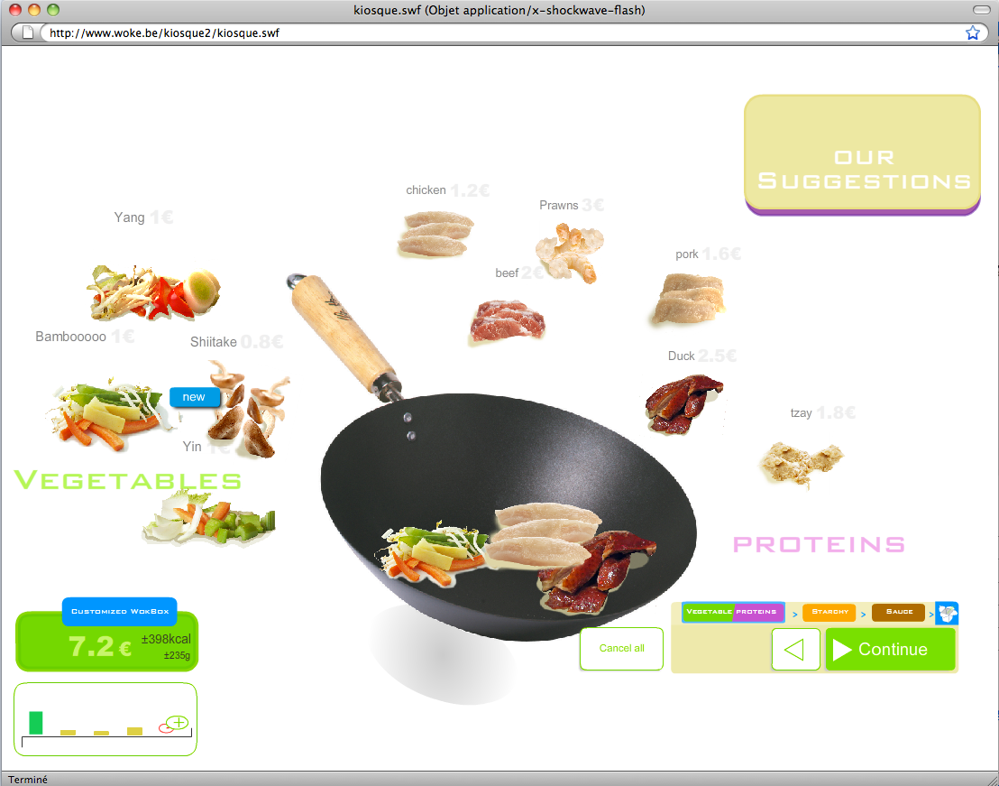 kiosque.swf (Objet application/x-shockwave-flash)
http://www.woke.be/kiosque2/kiosque.swf
OUR
SUGGESTIONS
chicken 1.2€
Prawns 3€
Yang 1€
pork 1.6€
beef 2€
Bambooooo 1€
Shiitake 0.8€
Duck 2.5€
new
tzay 1.8€
Yin 1€
VEGETABLES
PROTEINS
CUSTOMIZED WOKBOX
7.2 €
±398kcal
±235g
VEGETABLE PROTEINS > STARCHY > SAUCE >
Cancel all
Continue
Terminé